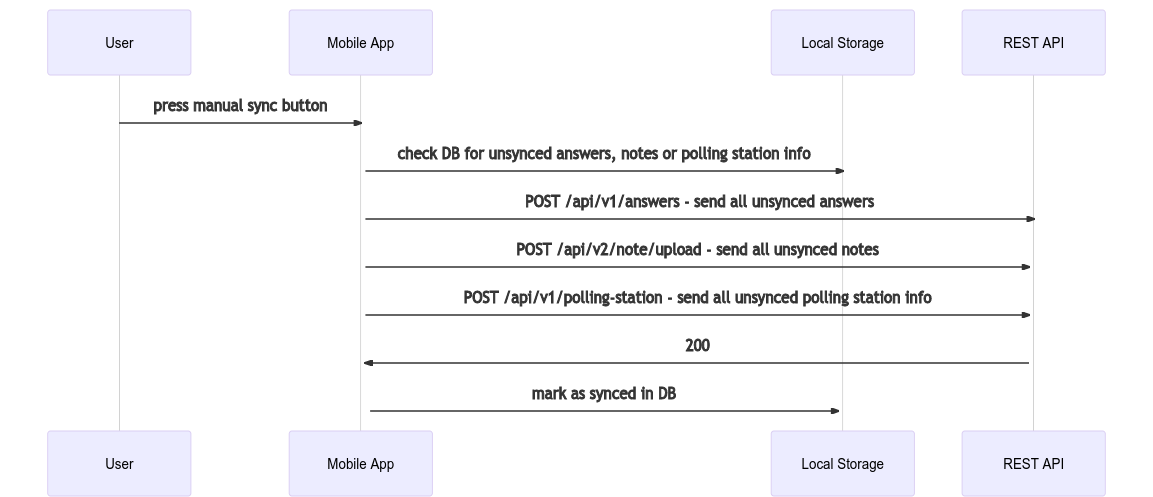 User
Mobile App
Local Storage
REST API
press manual sync button
check DB for unsynced answers, notes or polling station info
POST /api/v1/answers - send all unsynced answers
POST /api/v2/note/upload - send all unsynced notes
POST /api/v1/polling-station - send all unsynced polling station info
200
mark as synced in DB
User
Mobile App
Local Storage
REST API